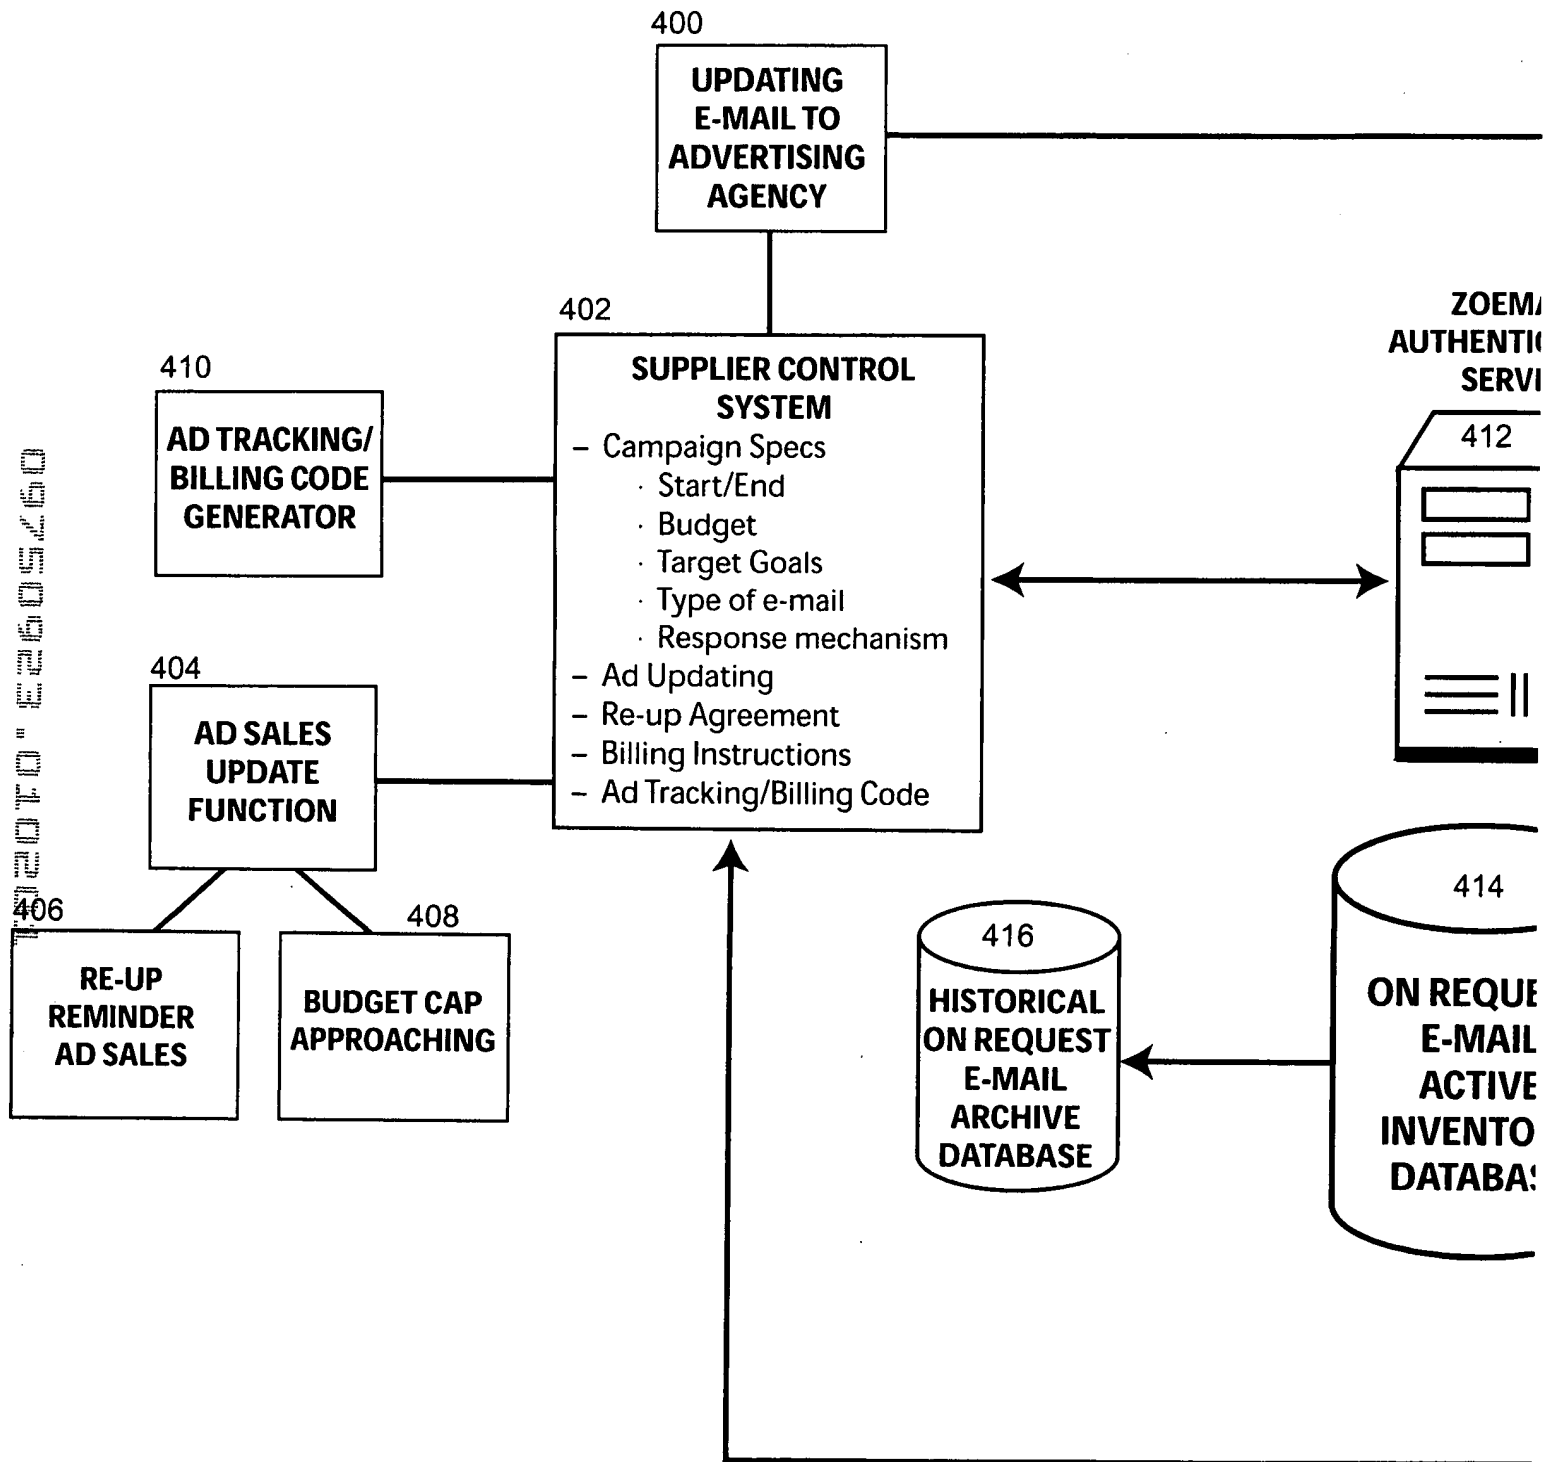 400
UPDATING
E-MAIL TO
ADVERTISING
AGENCY
402
SUPPLIER CONTROL
SYSTEM
– Campaign Specs
· Start/End
· Budget
· Target Goals
· Type of e-mail
· Response mechanism
– Ad Updating
– Re-up Agreement
– Billing Instructions
– Ad Tracking/Billing Code
410
AD TRACKING/
BILLING CODE
GENERATOR
404
AD SALES
UPDATE
FUNCTION
406
RE-UP
REMINDER
AD SALES
408
BUDGET CAP
APPROACHING
412
416
HISTORICAL
ON REQUEST
E-MAIL
ARCHIVE
DATABASE
414
ON
E-MAIL
ACTIVE